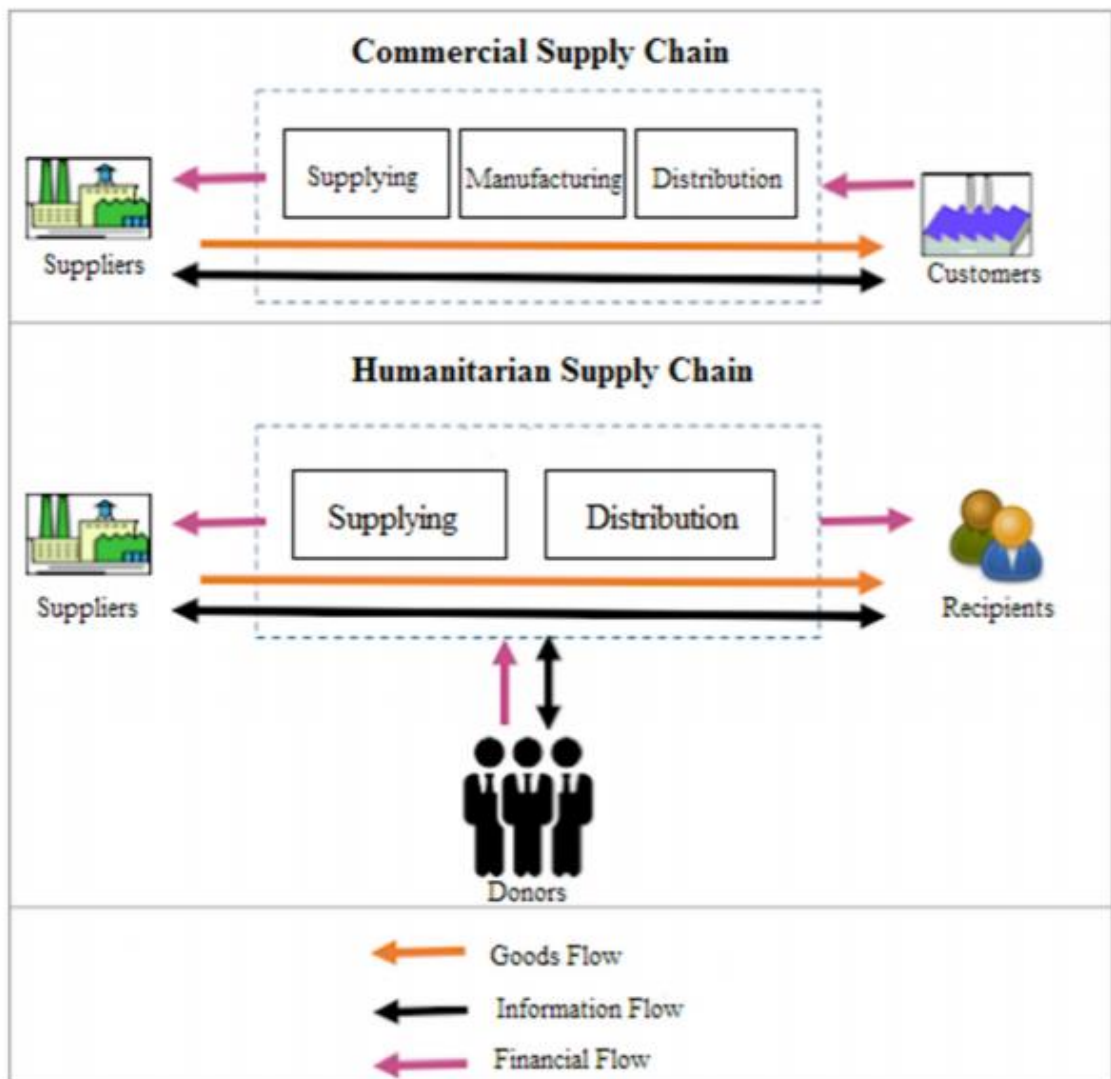 Commercial Supply Chain
Supplying
Manufacturing
Distribution
Suppliers
Customers
Humanitarian Supply Chain
Supplying
Distribution
Suppliers
Recipients
Donors
Goods Flow
Information Flow
Financial Flow